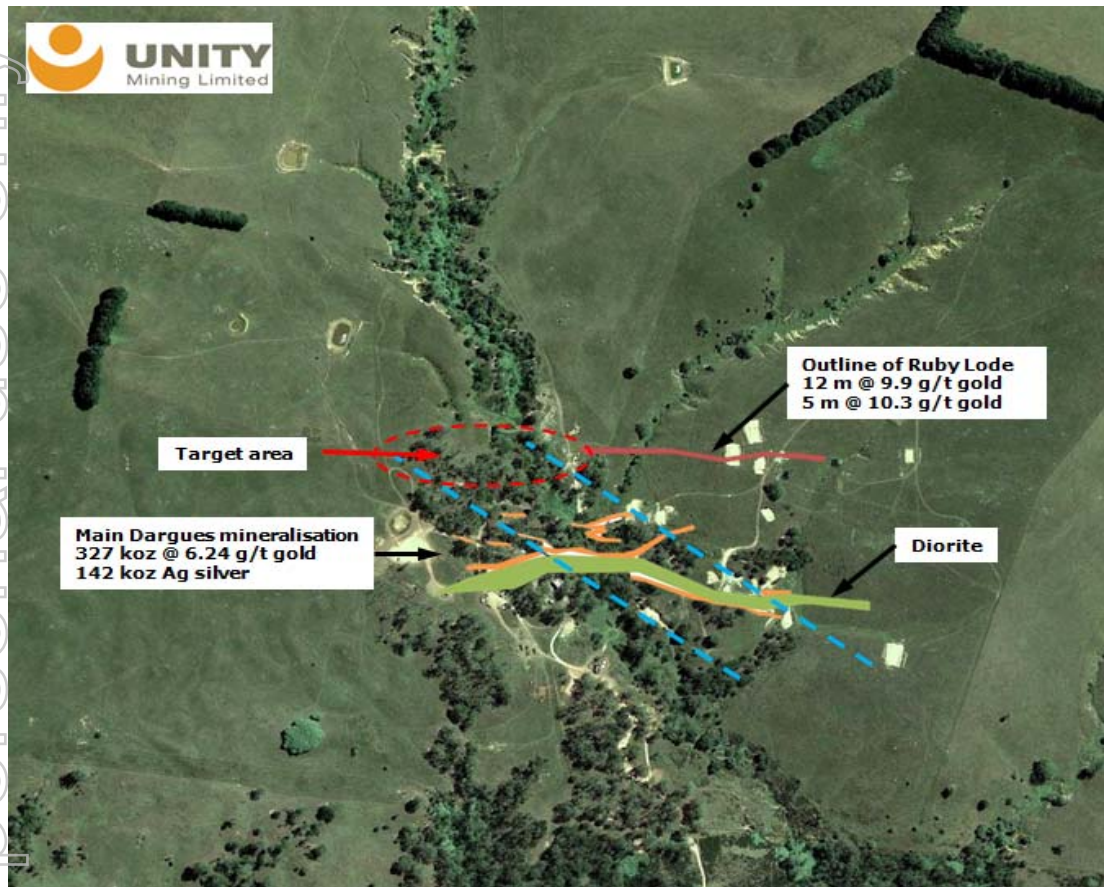 UNITY
Mining Limited
Outline of Ruby Lode
12 m @ 9.9 g/t gold
5 m @ 10.3 g/t gold
Target area
Main Dargues mineralisation
327 koz @ 6.24 g/t gold
142 koz Ag silver
Diorite